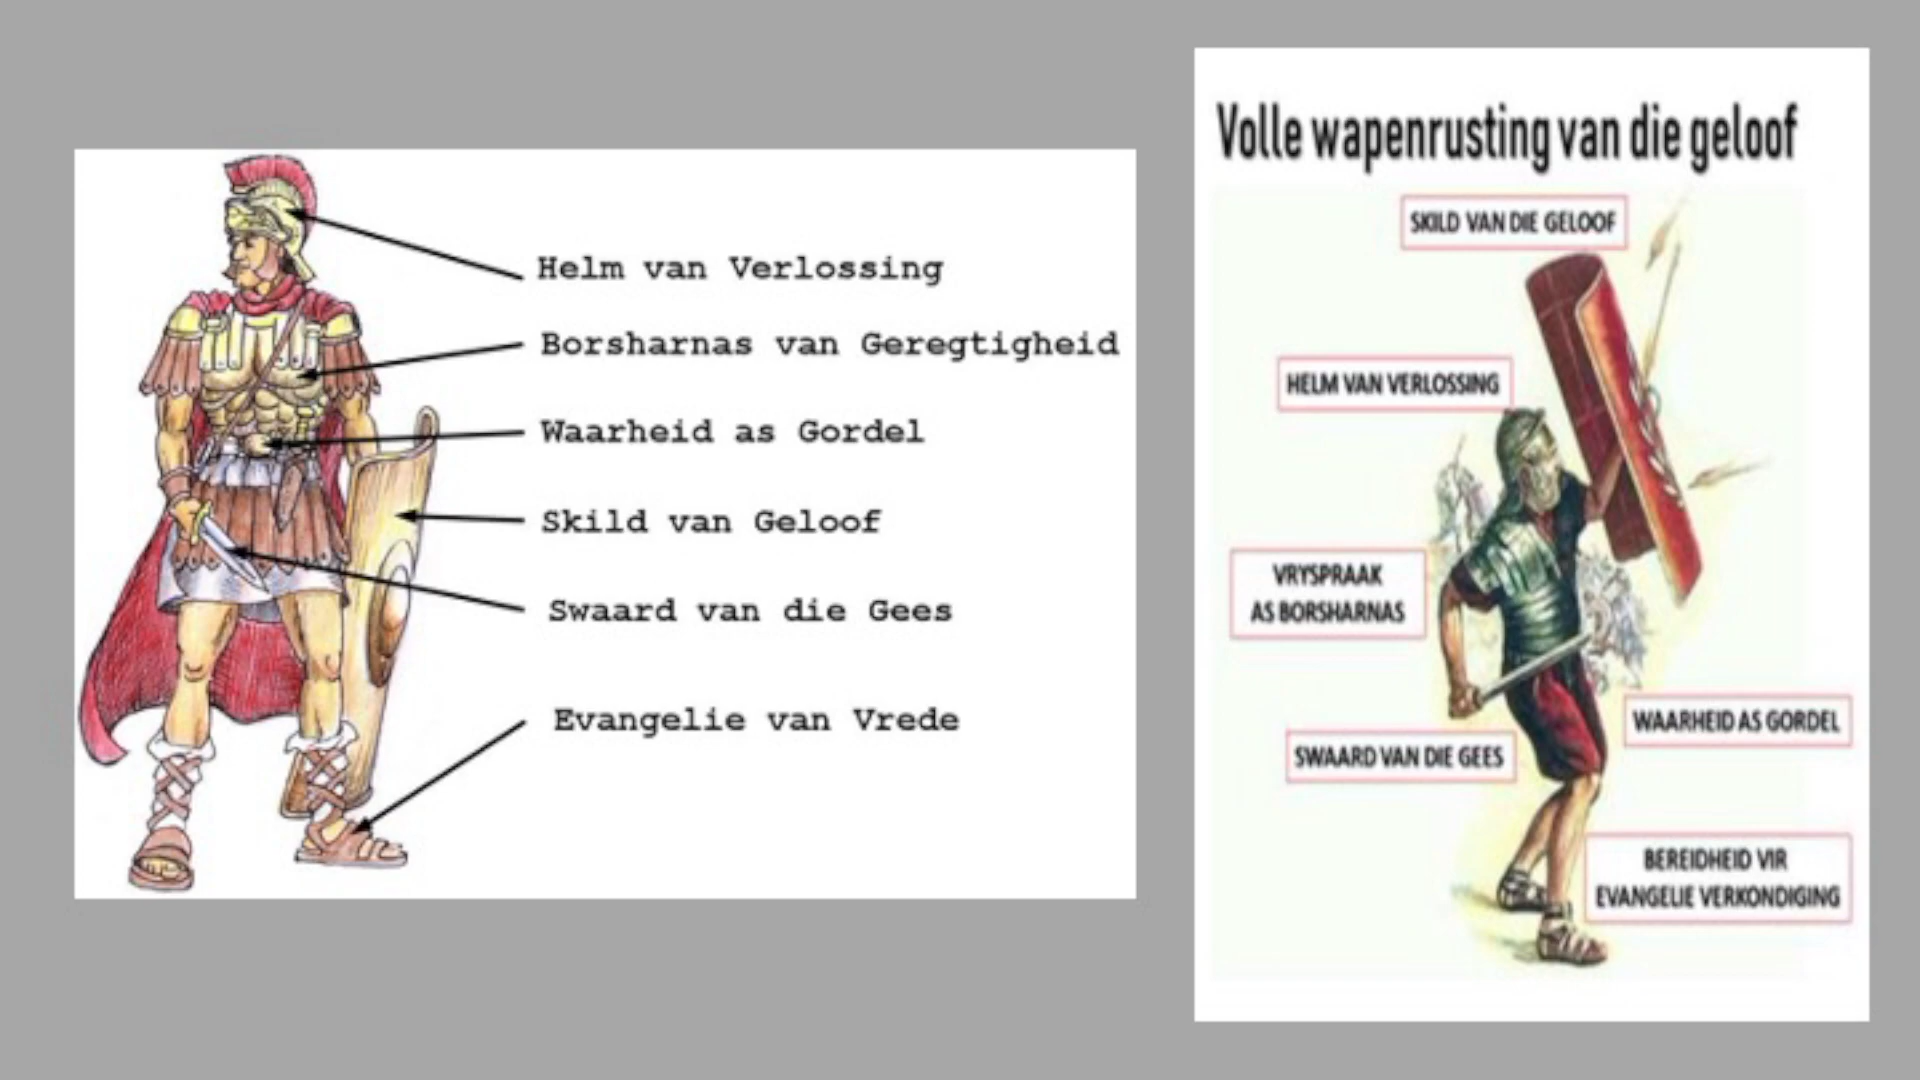 Helm van Verlossing
Borsharnas van Geregtigheid
Waarheid as Gordel
Skild van Geloof
Swaard van die Gees
Evangelie van Vrede
Volle wapenrusting van die geloof
SKILD VAN DIE GELOOF
HELM VAN VERLOSSING
VRYSPRAAK
AS BORSHARNAS
WAARHEID AS GORDEL
SWAARD VAN DIE GEES
BEREIDHEID VIR
EVANGELIE VERKONDIGING